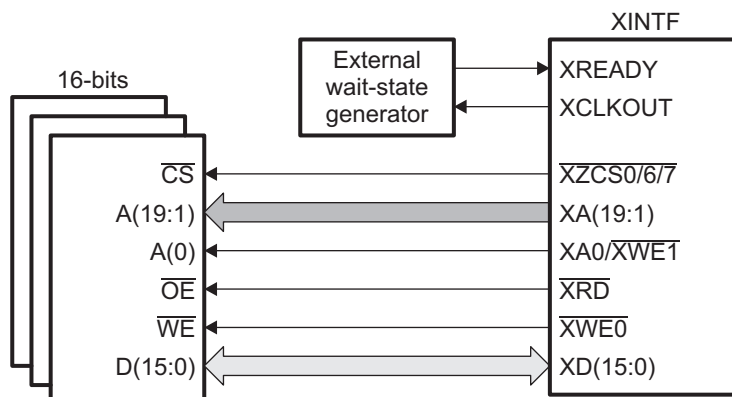 XINTF
External
wait-state
generator
XREADY
XCLKOUT
16-bits
CS XZCS0/6/7
A(19:1) XA(19:1)
A(0) XA0/XWE1
OE XRD
WE XWE0
D(15:0) XD(15:0)